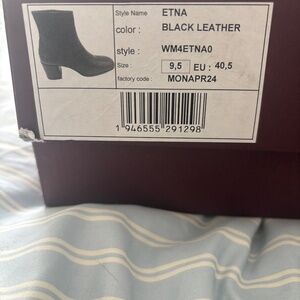 Style Name ETNA
color : BLACK LEATHER
style : WM4ETNA0
Size : 9,5 EU : 40,5
factory code : MONAPR24
1 946555 291298